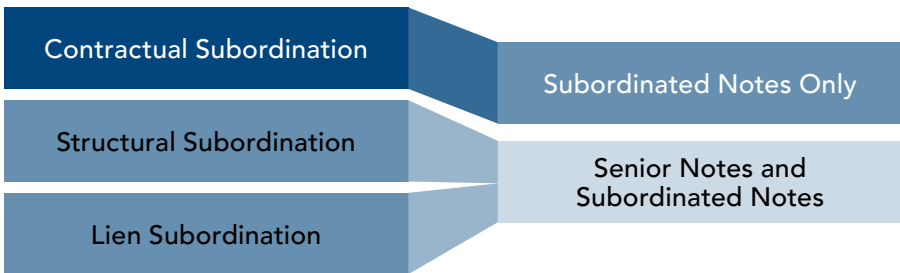 Contractual Subordination
Subordinated Notes Only
Structural Subordination
Senior Notes and
Subordinated Notes
Lien Subordination